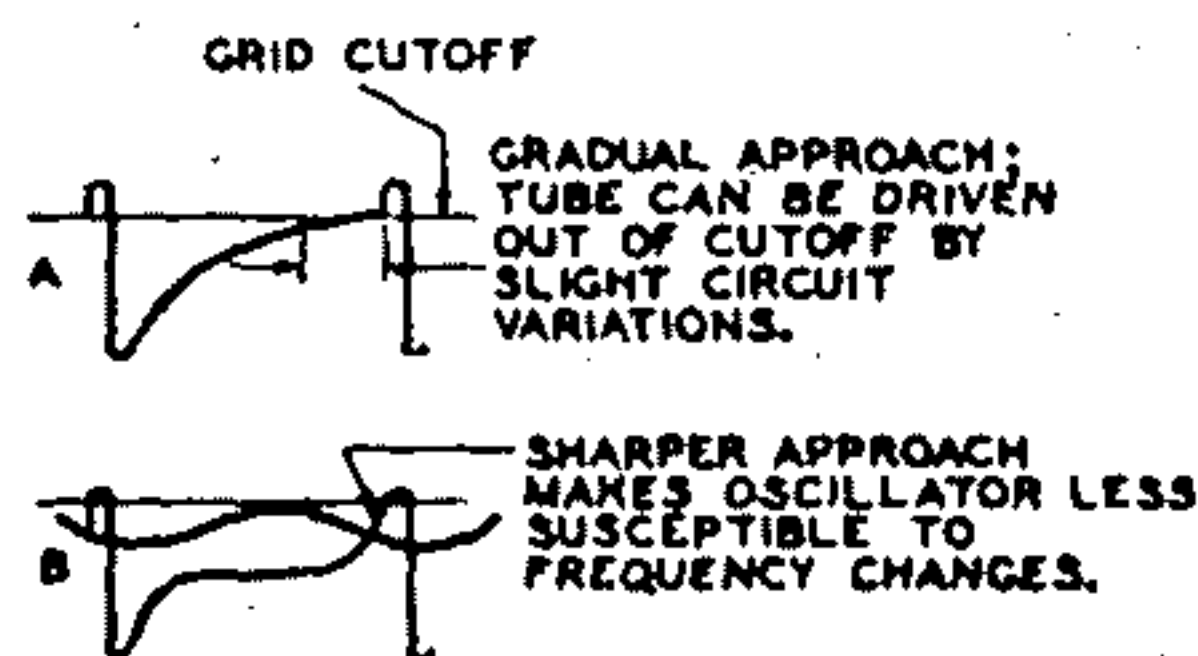 GRID CUTOFF
GRADUAL APPROACH;
TUBE CAN BE DRIVEN
OUT OF CUTOFF BY
SLIGHT CIRCUIT
VARIATIONS.
A
SHARPER APPROACH
MAKES OSCILLATOR LESS
SUSCEPTIBLE TO
FREQUENCY CHANGES.
B